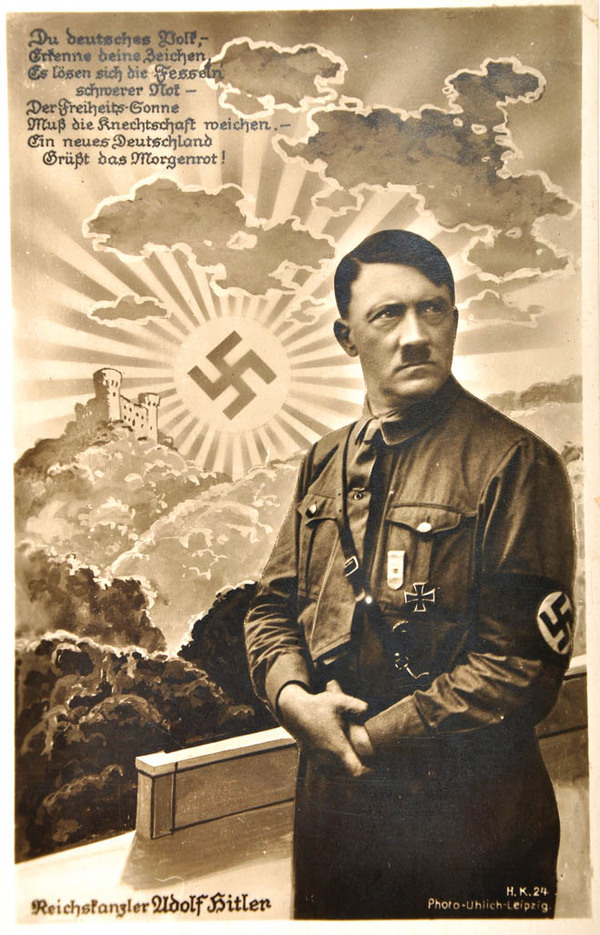 Du deutsches Volk,–
Erkenne deine Zeichen,
Es lösen sich die Fesseln
schwerer Not –
Der Freiheits-Sonne
Muß die Knechtschaft weichen.–
Ein neues Deutschland
Grüßt das Morgenrot!
H. K. 24
Reichskanzler Adolf Hitler
Photo-Uhlich-Leipzig.